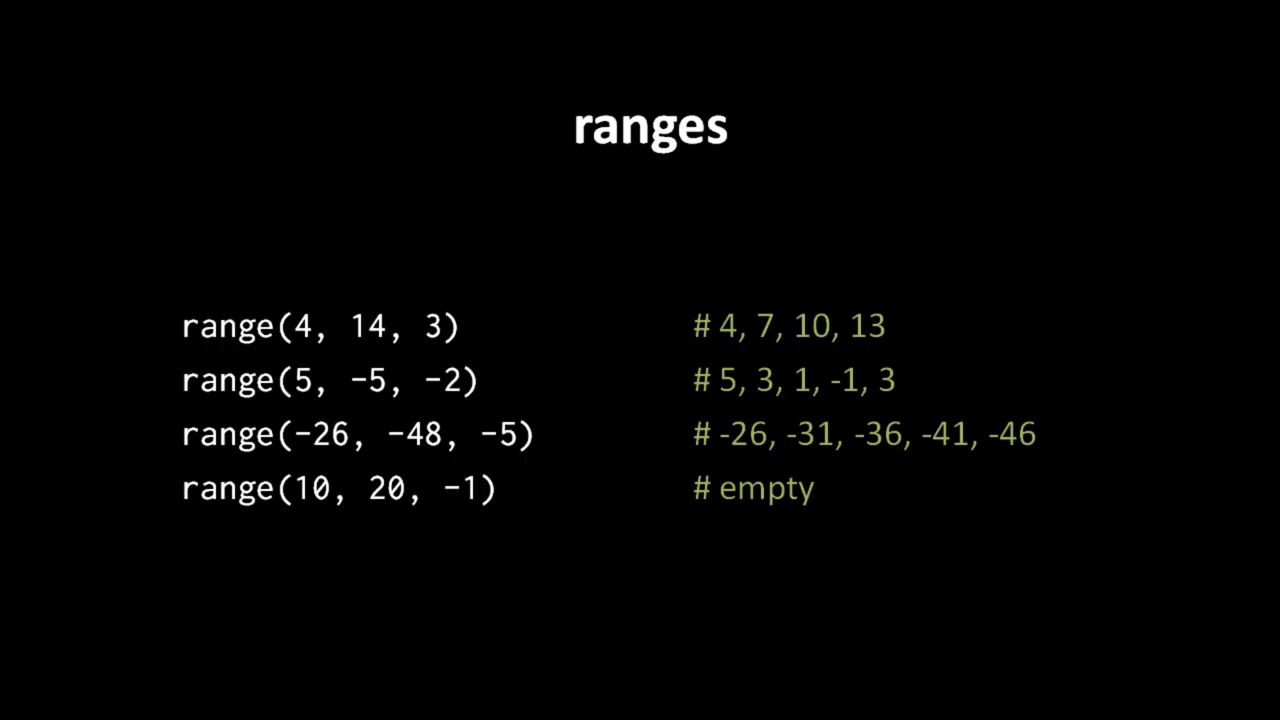 ranges
range(4, 14, 3) # 4, 7, 10, 13
range(5, -5, -2) # 5, 3, 1, -1, 3
range(-26, -48, -5) # -26, -31, -36, -41, -46
range(10, 20, -1) # empty